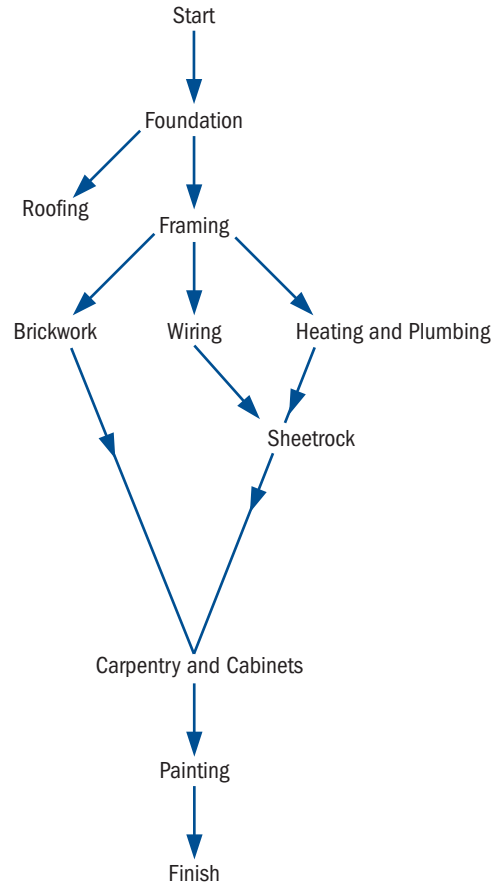 Start
Foundation
Roofing
Framing
Brickwork
Wiring
Heating and Plumbing
Sheetrock
Carpentry and Cabinets
Painting
Finish